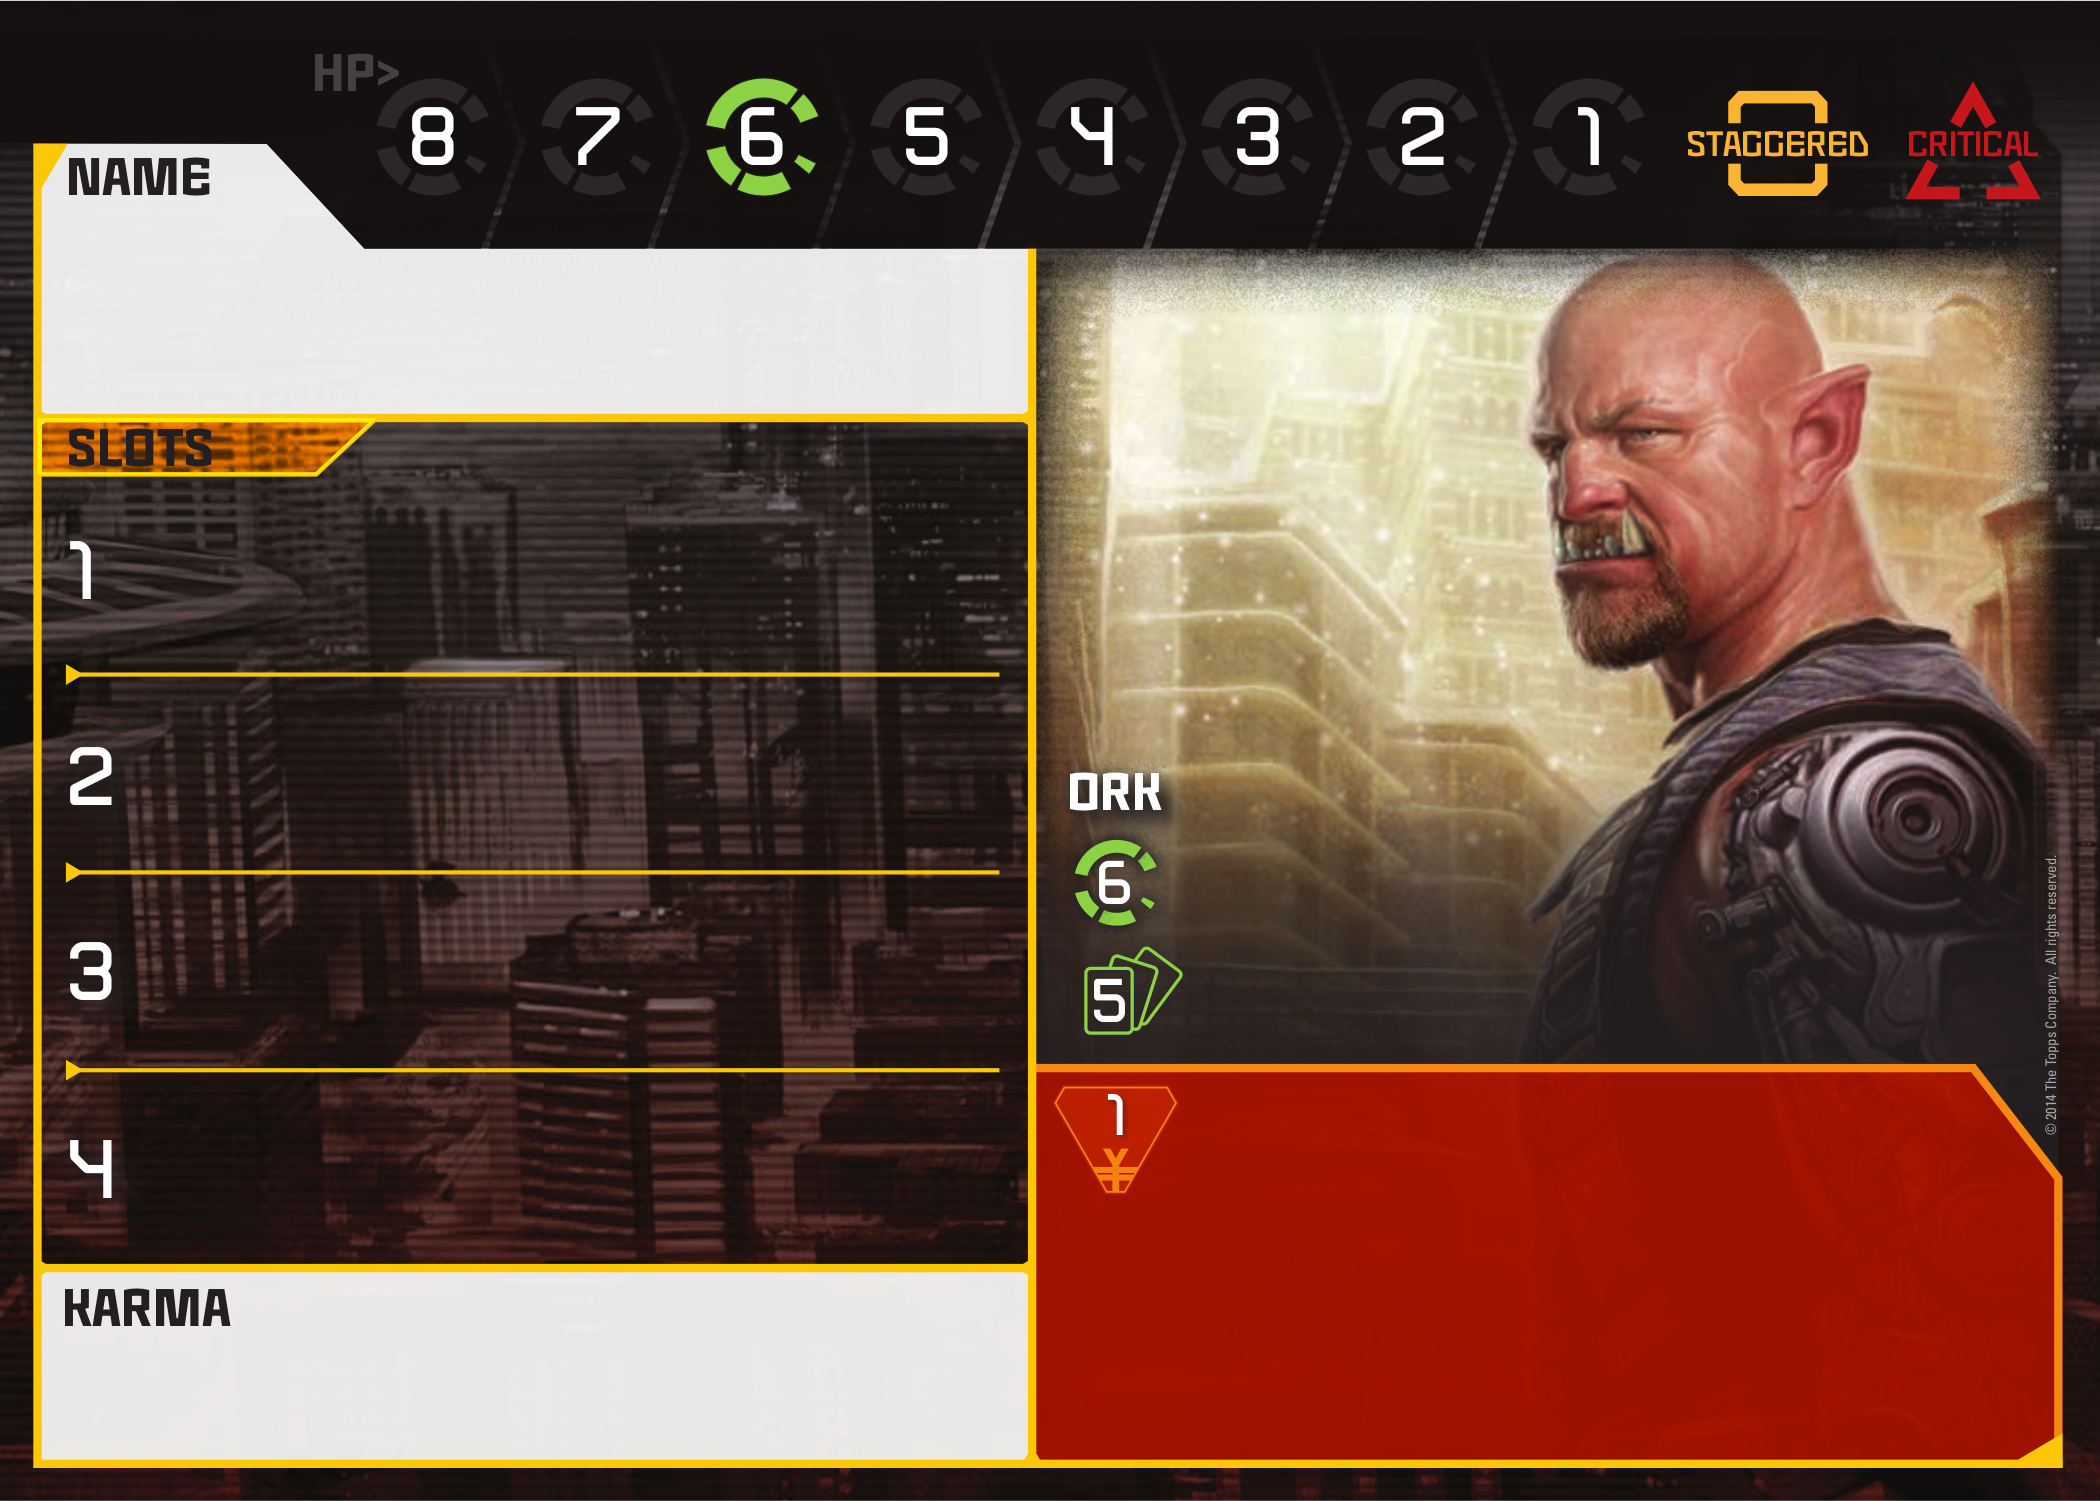 HP>
8 7 6 5 4 3 2 1 STAGGERED CRITICAL
NAME
SLOTS
1
2
3
4
KARMA
ORK
6
5
1
¥
© 2014 The Topps Company. All rights reserved.